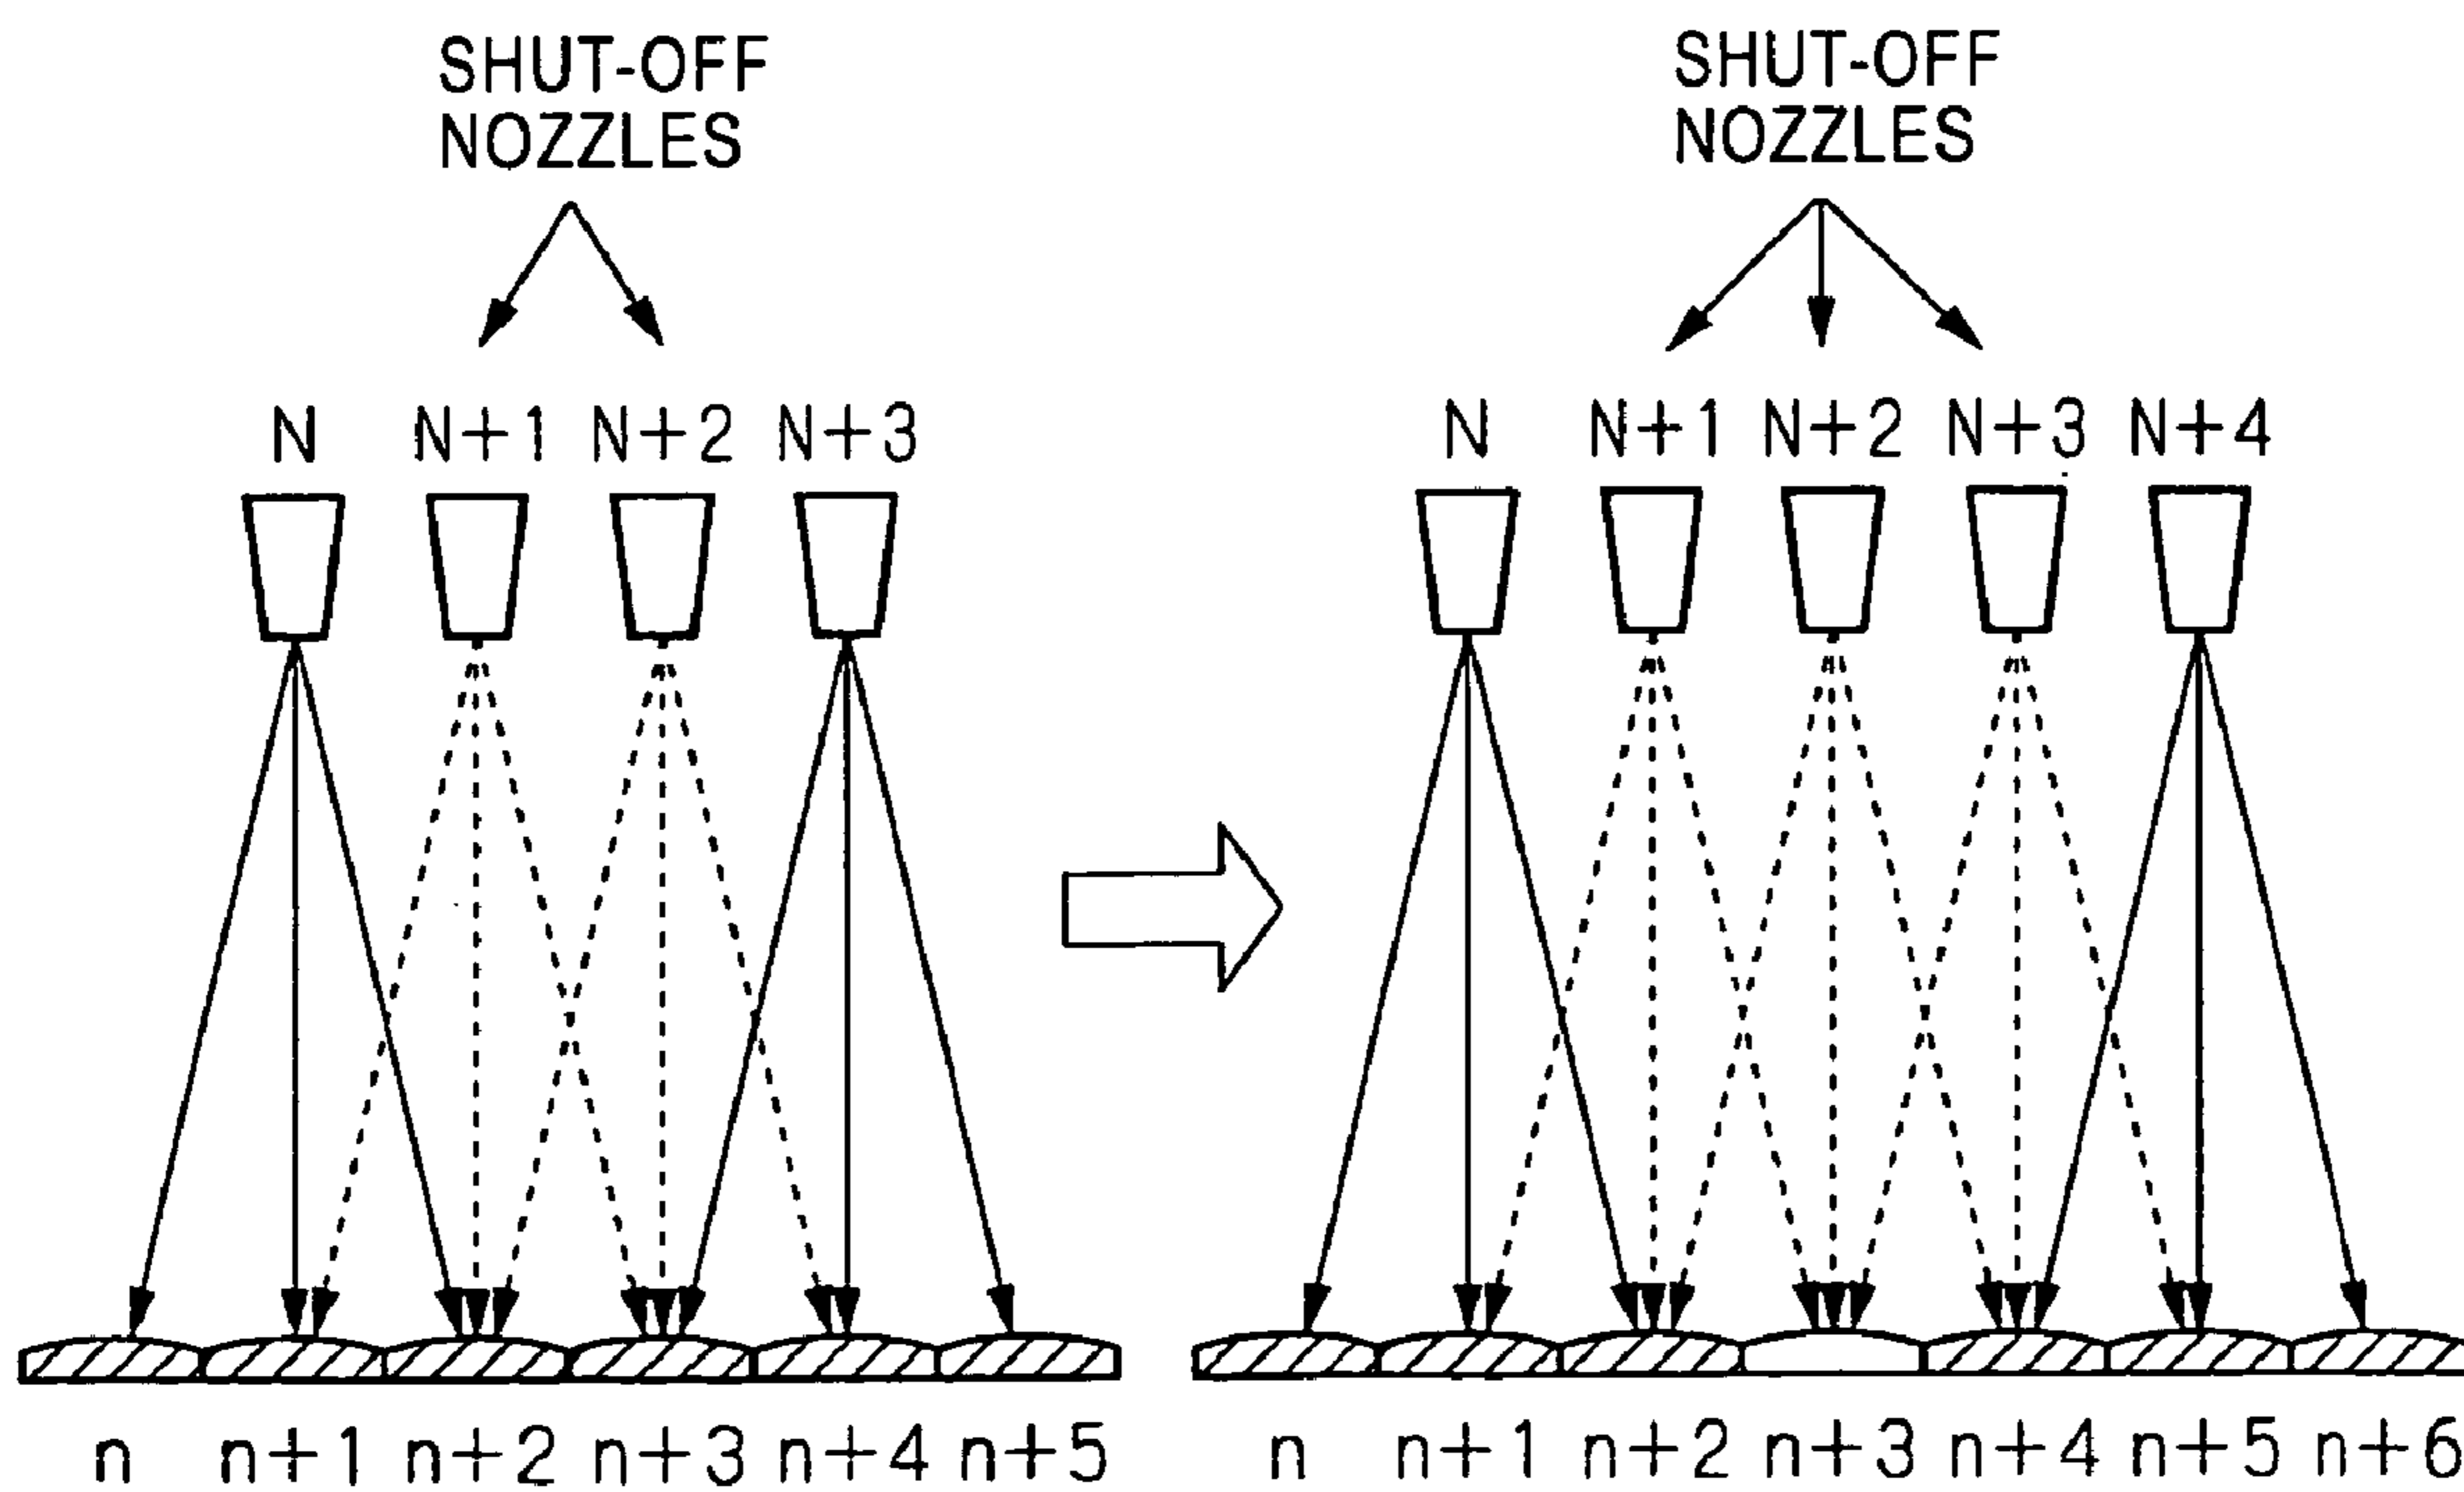 SHUT-OFF
NOZZLES
N N+1 N+2 N+3
n n+1 n+2 n+3 n+4 n+5
SHUT-OFF
NOZZLES
N N+1 N+2 N+3 N+4
n n+1 n+2 n+3 n+4 n+5 n+6